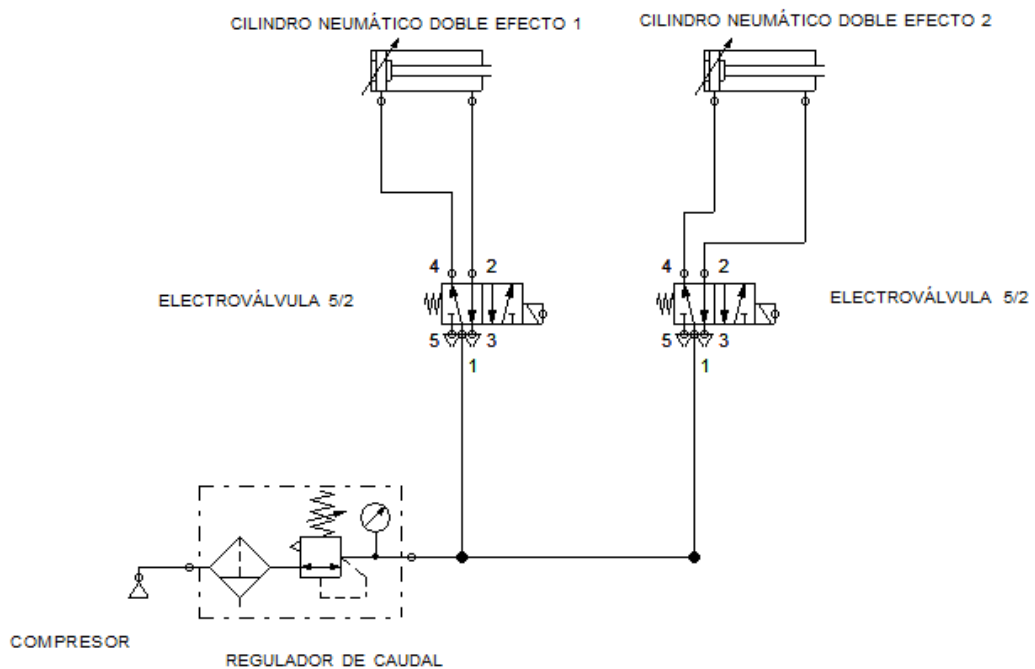 CILINDRO NEUMÁTICO DOBLE EFECTO 1
CILINDRO NEUMÁTICO DOBLE EFECTO 2
4 2
4 2
ELECTROVÁLVULA 5/2
ELECTROVÁLVULA 5/2
5 3
5 3
1
1
COMPRESOR
REGULADOR DE CAUDAL